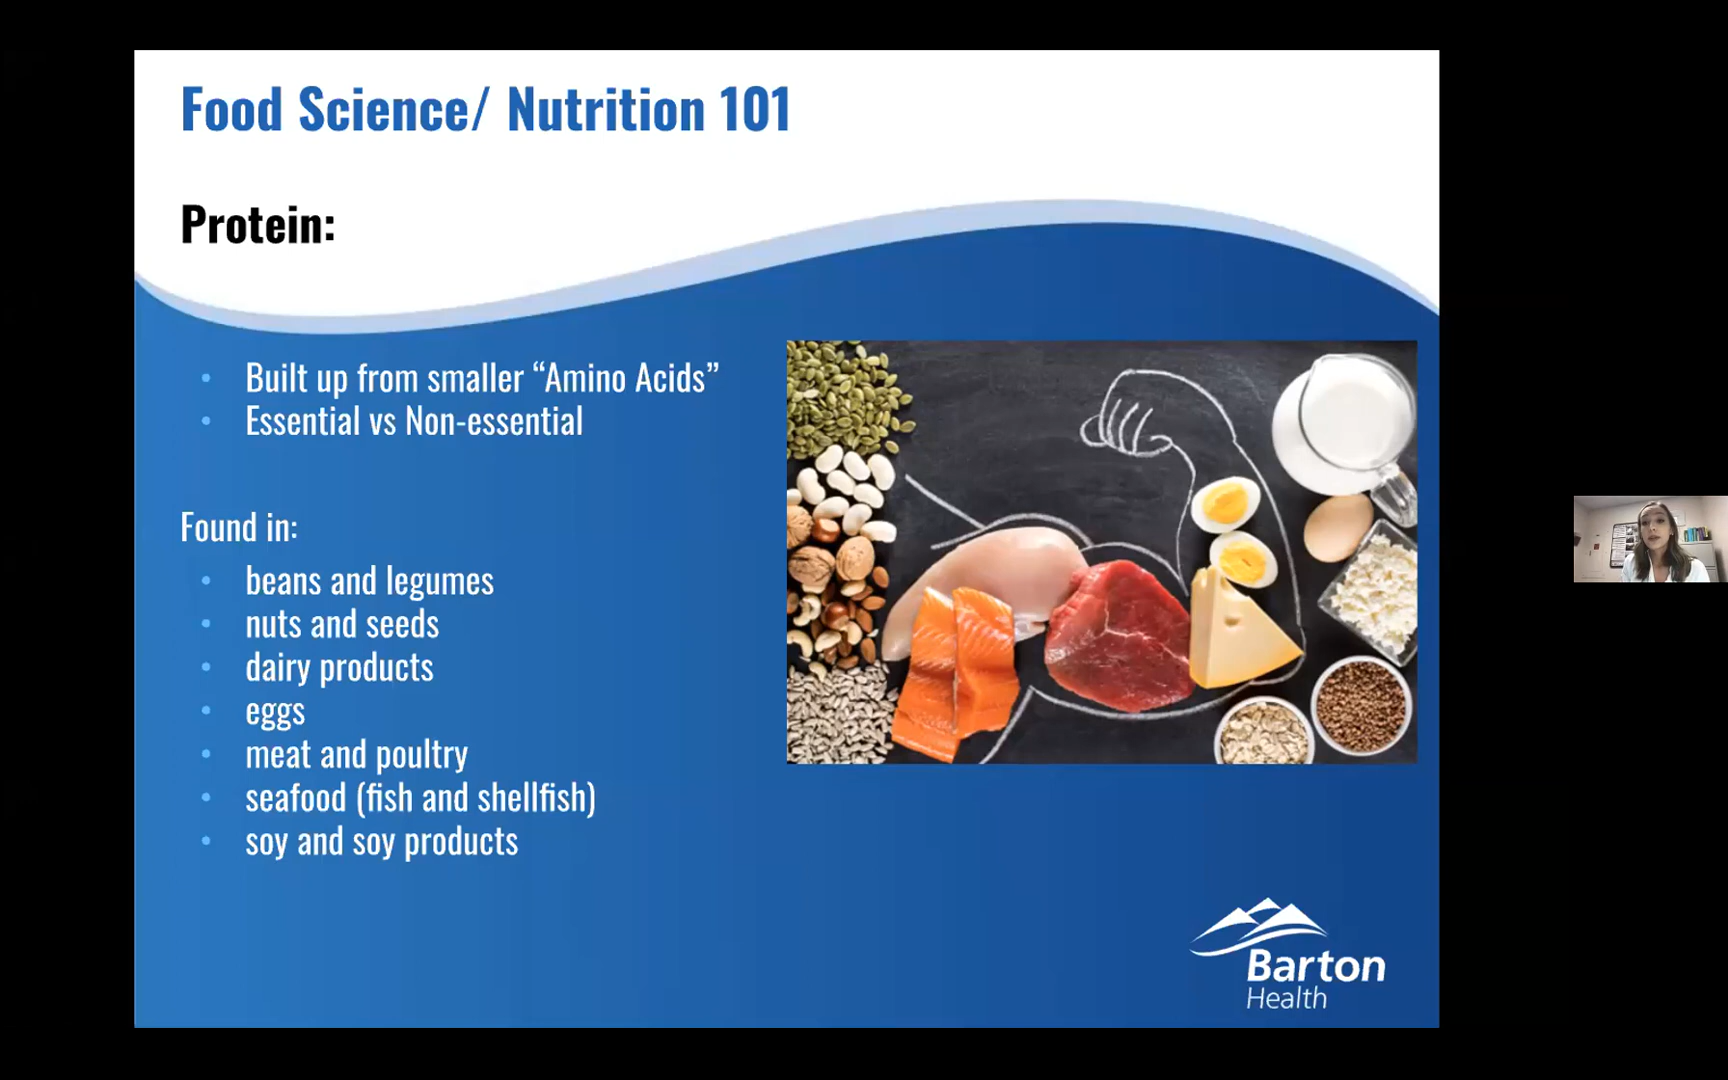 Food Science/ Nutrition 101
Protein:
Built up from smaller “Amino Acids”
Essential vs Non-essential
Found in:
beans and legumes
nuts and seeds
dairy products
eggs
meat and poultry
seafood (fish and shellfish)
soy and soy products
Barton
Health